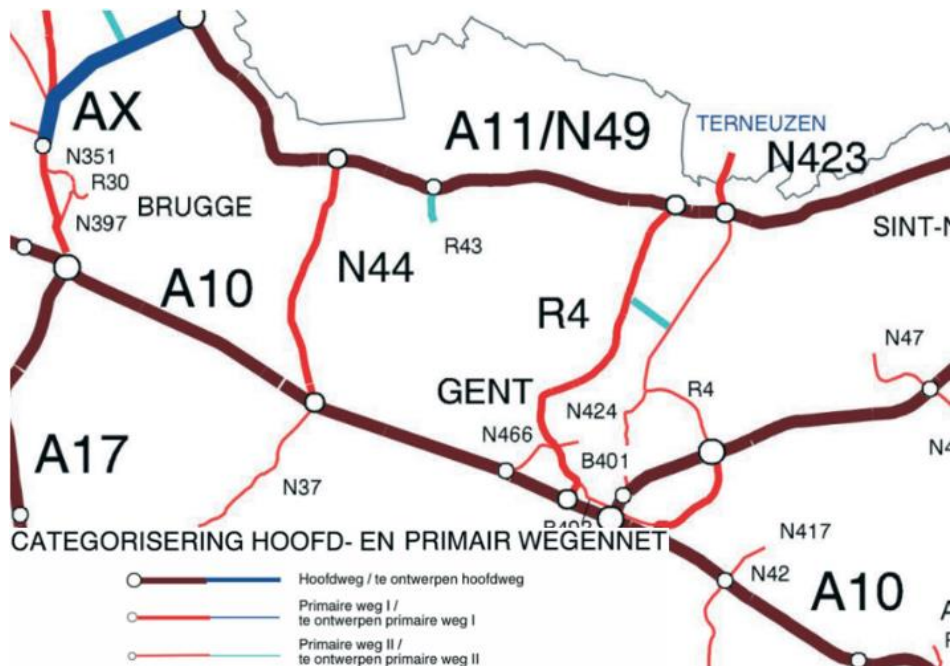 AX
A11/N49
TERNEUZEN
N423
N351
R30
BRUGGE
N397
R43
N44
A10
R4
N47
GENT
N424
R4
N466
B401
A17
N37
CATEGORISERING HOOFD- EN PRIMAIR WEGENNET
Hoofdweg / te ontwerpen hoofdweg
Primaire weg I /
te ontwerpen primaire weg I
Primaire weg II /
te ontwerpen primaire weg II
N417
N42
A10